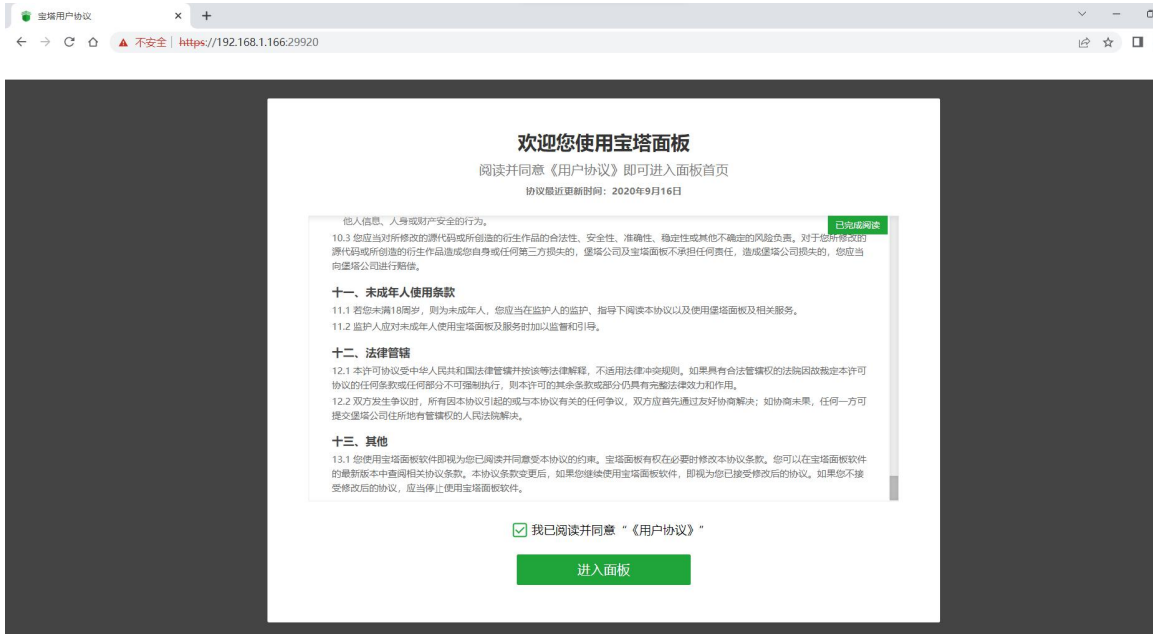 宝塔用户协议
不安全 https://192.168.1.166:29920
欢迎您使用宝塔面板
阅读并同意《用户协议》即可进入面板首页
协议最近更新时间：2020年9月16日
已完成阅读
他人信息、人身或财产安全的行为。
10.3 您应当对所修改的源代码或所创造的衍生作品的合法性、安全性、准确性、稳定性或其他不确定的风险负责。对于您所修改的
源代码或所创造的衍生作品造成您自身或任何第三方损失的，堡塔公司及宝塔面板不承担任何责任，造成堡塔公司损失的，您应当
向堡塔公司进行赔偿。
十一、未成年人使用条款
11.1 若您未满18周岁，则为未成年人，您应当在监护人的监护、指导下阅读本协议以及使用堡塔面板及相关服务。
11.2 监护人应对未成年人使用宝塔面板及服务时加以监督和引导。
十二、法律管辖
12.1 本许可协议受中华人民共和国法律管辖并按该等法律解释，不适用法律冲突规则。如果具有合法管辖权的法院因故裁定本许可
协议的任何条款或任何部分不可强制执行，则本许可的其余条款或部分仍具有完整法律效力和作用。
12.2 双方发生争议时，所有因本协议引起的或与本协议有关的任何争议，双方应首先通过友好协商解决；如协商未果，任何一方可
提交堡塔公司住所地有管辖权的人民法院解决。
十三、其他
13.1 您使用宝塔面板软件即视为您已阅读并同意受本协议的约束。宝塔面板有权在必要时修改本协议条款。您可以在宝塔面板软件
的最新版本中查阅相关协议条款。本协议条款变更后，如果您继续使用宝塔面板软件，即视为您已接受修改后的协议。如果您不接
受修改后的协议，应当停止使用宝塔面板软件。
我已阅读并同意“《用户协议》”
进入面板